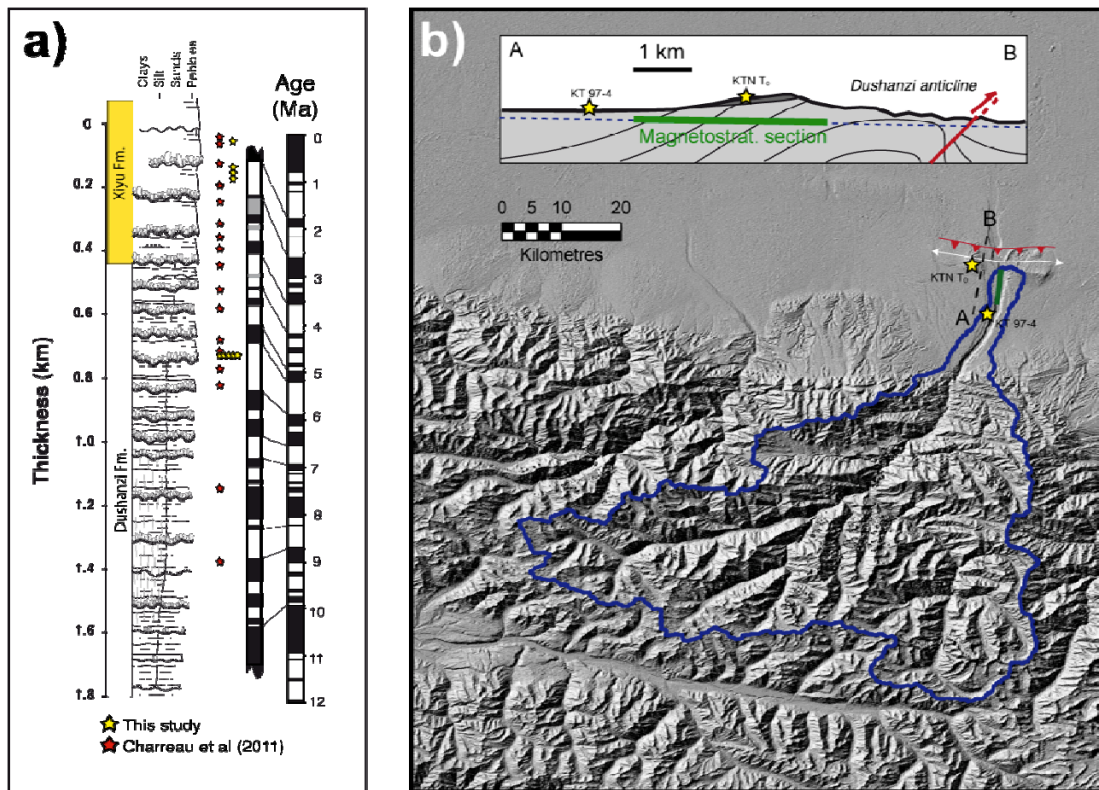 a)
Clays
Silt
Sands
Pebbles
Age
(Ma)
Thickness (km)
0
0.2
0.4
0.6
0.8
1.0
1.2
1.4
1.6
1.8
Xiyu Fm.
Dushanzi Fm.
0
1
2
3
4
5
6
7
8
9
10
11
12
This study
Charreau et al (2011)
b)
A
B
1 km
KT 97-4
KTN T₀
Dushanzi anticline
Magnetostrat. section
0 5 10 20
Kilometres
B
KTN T₀
A
KT 97-4